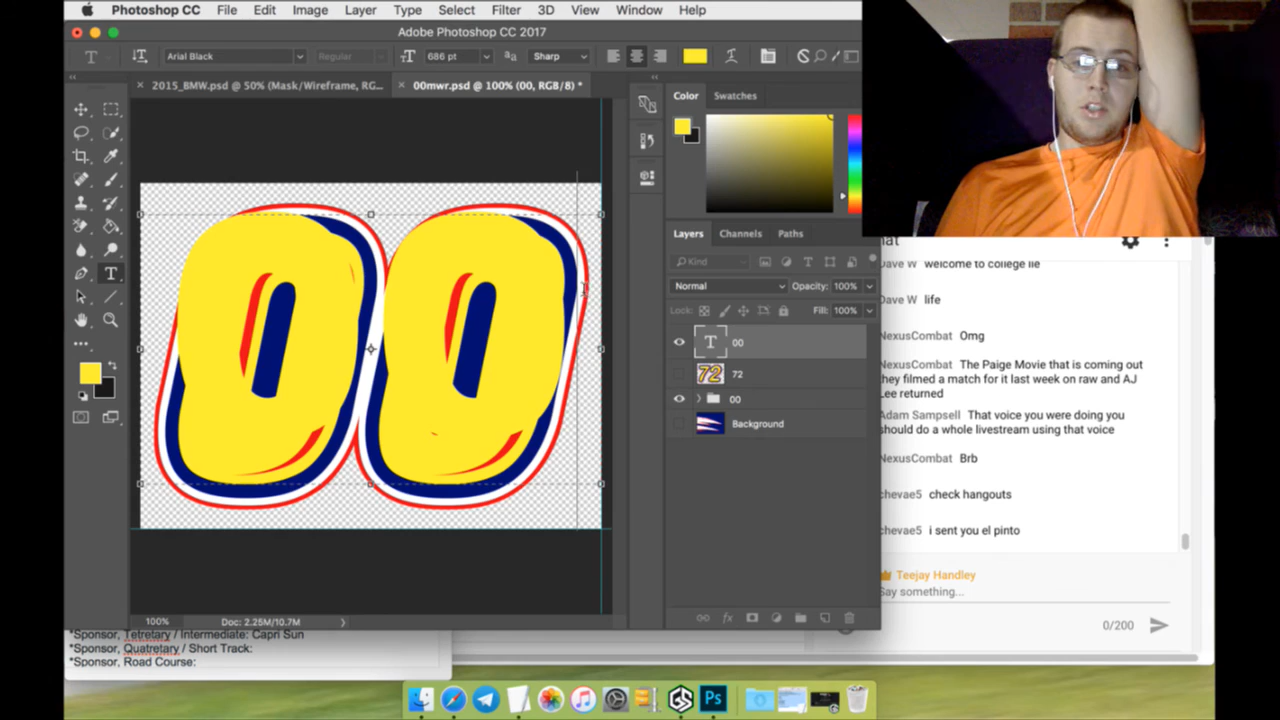 Photoshop CC File Edit Image Layer Type Select Filter 3D View Window Help
Adobe Photoshop CC 2017
Arial Black Regular 686 pt Sharp
2015_BMW.psd @ 50% (Mask/Wireframe, RG...
00mwr.psd @ 100% (00, RGB/8) *
Color Swatches
00
Layers Channels Paths
Kind
Normal Opacity: 100%
Lock: Fill: 100%
00
72 72
00
Background
100% Doc: 2.25M/10.7M
*Sponsor, Tetretary / Intermediate: Capri Sun
*Sponsor, Quatretary / Short Track:
*Sponsor, Road Course:
hat
Dave W welcome to college lie
Dave W life
NexusCombat Omg
NexusCombat The Paige Movie that is coming out
they filmed a match for it last week on raw and AJ
Lee returned
Adam Sampsell That voice you were doing you
should do a whole livestream using that voice
NexusCombat Brb
chevae5 check hangouts
chevae5 i sent you el pinto
Teejay Handley
Say something...
0/200
GS Ps